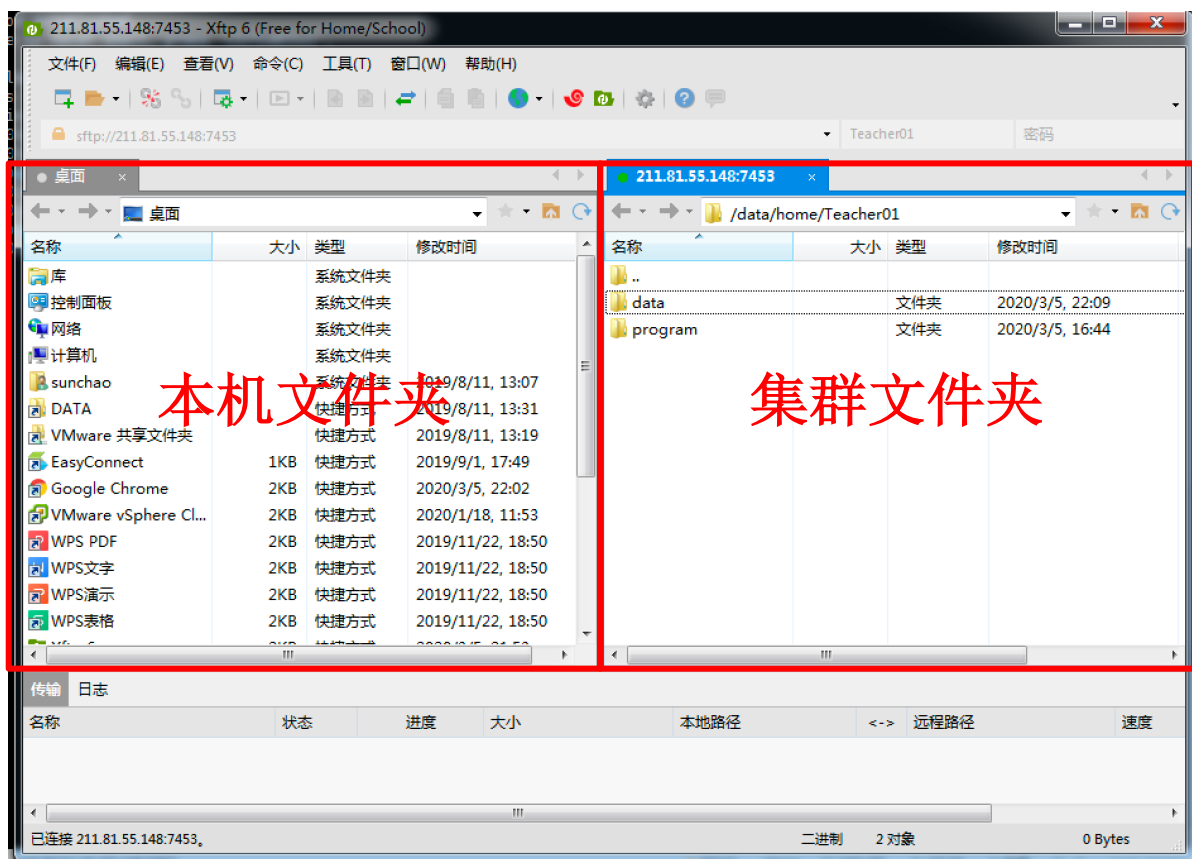 211.81.55.148:7453 - Xftp 6 (Free for Home/School)
文件(F) 编辑(E) 查看(V) 命令(C) 工具(T) 窗口(W) 帮助(H)
sftp://211.81.55.148:7453 Teacher01 密码
桌面 211.81.55.148:7453
桌面 /data/home/Teacher01
名称 大小 类型 修改时间 名称 大小 类型 修改时间
库 系统文件夹 ..
控制面板 系统文件夹 data 文件夹 2020/3/5, 22:09
网络 系统文件夹 program 文件夹 2020/3/5, 16:44
计算机 系统文件夹
sunchao 系统文件夹 2019/8/11, 13:07
本机文件夹 集群文件夹
DATA 快捷方式 2019/8/11, 13:31
VMware 共享文件夹 快捷方式 2019/8/11, 13:19
EasyConnect 1KB 快捷方式 2019/9/1, 17:49
Google Chrome 2KB 快捷方式 2020/3/5, 22:02
VMware vSphere Cl... 2KB 快捷方式 2020/1/18, 11:53
WPS PDF 2KB 快捷方式 2019/11/22, 18:50
WPS文字 2KB 快捷方式 2019/11/22, 18:50
WPS演示 2KB 快捷方式 2019/11/22, 18:50
WPS表格 2KB 快捷方式 2019/11/22, 18:50
传输 日志
名称 状态 进度 大小 本地路径 <-> 远程路径 速度
已连接 211.81.55.148:7453。 二进制 2 对象 0 Bytes